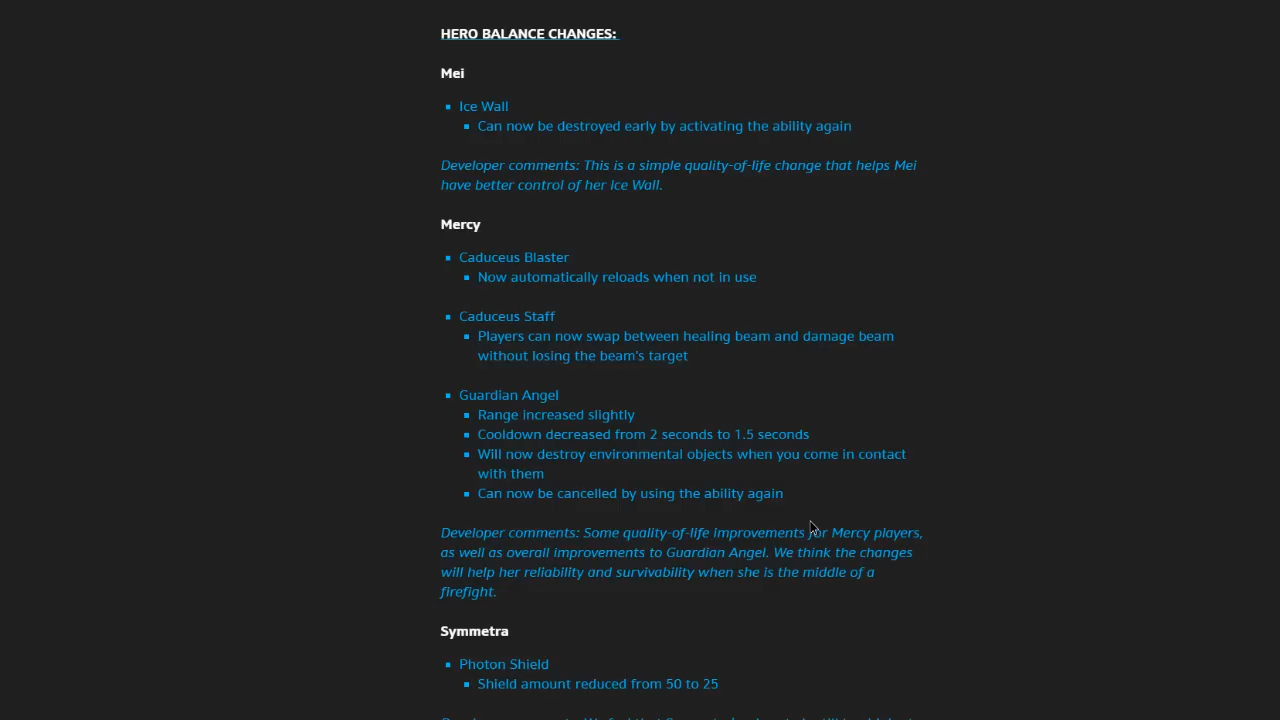 HERO BALANCE CHANGES:
Mei
Ice Wall
Can now be destroyed early by activating the ability again
Developer comments: This is a simple quality-of-life change that helps Mei
have better control of her Ice Wall.
Mercy
Caduceus Blaster
Now automatically reloads when not in use
Caduceus Staff
Players can now swap between healing beam and damage beam
without losing the beam's target
Guardian Angel
Range increased slightly
Cooldown decreased from 2 seconds to 1.5 seconds
Will now destroy environmental objects when you come in contact
with them
Can now be cancelled by using the ability again
Developer comments: Some quality-of-life improvements for Mercy players,
as well as overall improvements to Guardian Angel. We think the changes
will help her reliability and survivability when she is the middle of a
firefight.
Symmetra
Photon Shield
Shield amount reduced from 50 to 25